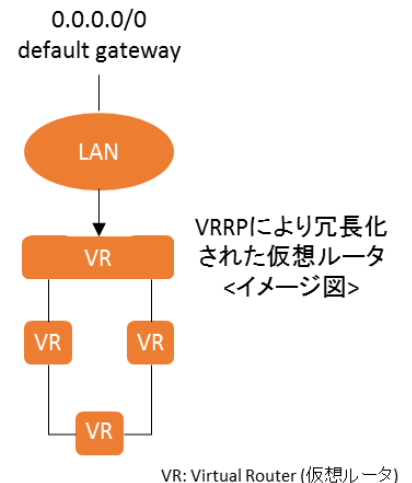 0.0.0.0/0
default gateway
LAN
VR
VRRPにより冗長化
された仮想ルータ
<イメージ図>
VR
VR
VR
VR: Virtual Router (仮想ルータ)